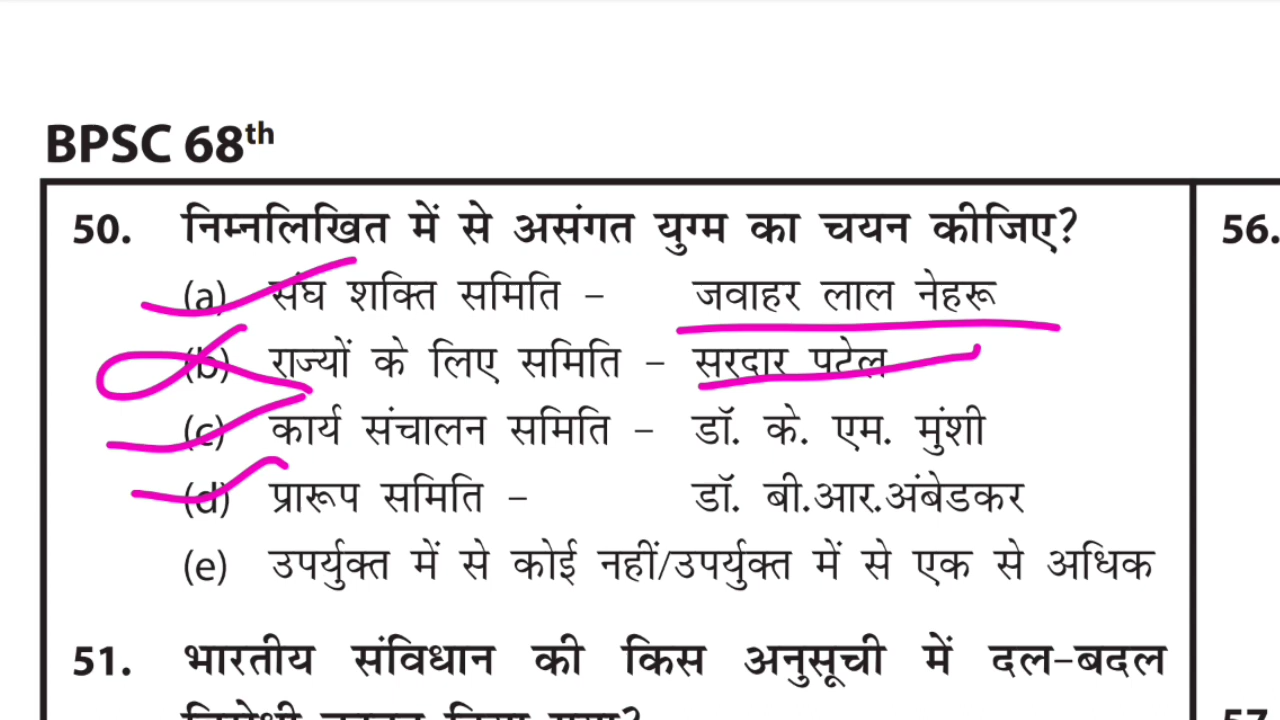 BPSC 68th
50. निम्नलिखित में से असंगत युग्म का चयन कीजिए?
56.
(a) संघ शक्ति समिति – जवाहर लाल नेहरू
(b) राज्यों के लिए समिति – सरदार पटेल
(c) कार्य संचालन समिति – डॉ. के. एम. मुंशी
(d) प्रारूप समिति – डॉ. बी.आर.अंबेडकर
(e) उपर्युक्त में से कोई नहीं/उपर्युक्त में से एक से अधिक
51. भारतीय संविधान की किस अनुसूची में दल-बदल